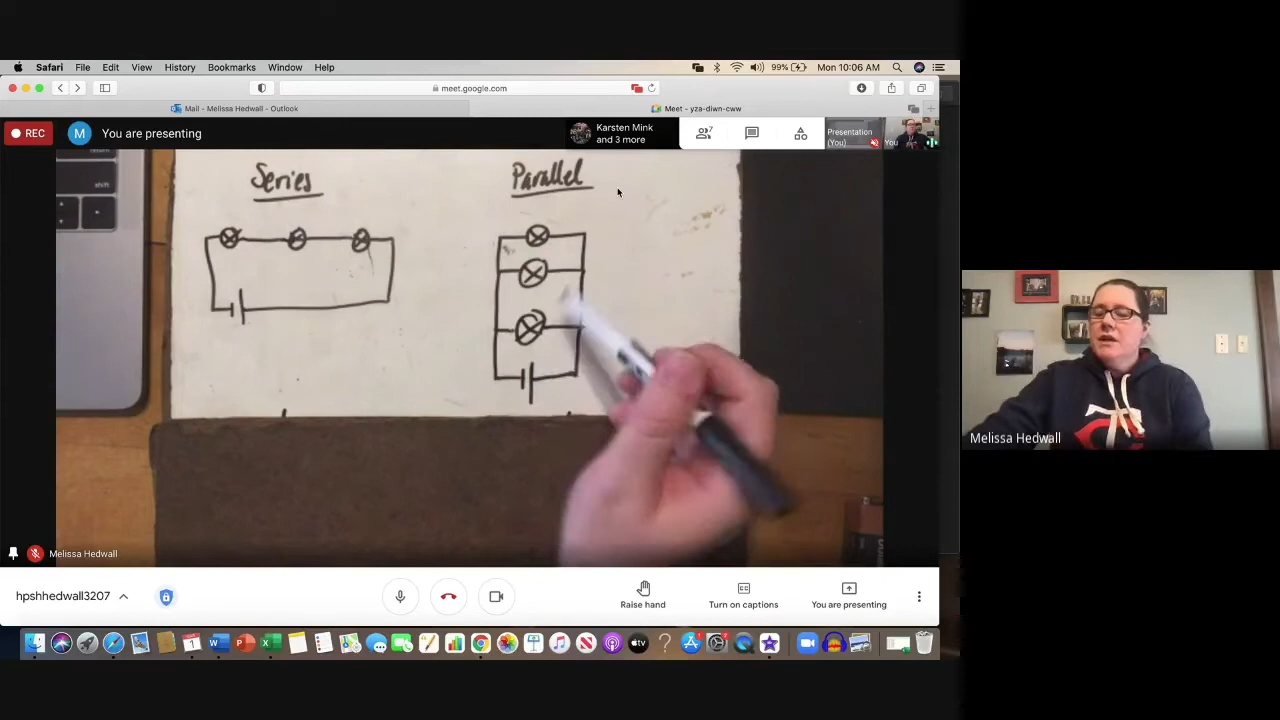 Safari File Edit View History Bookmarks Window Help
99% Mon 10:06 AM
meet.google.com
Mail - Melissa Hedwall - Outlook
Meet - yza-diwn-cww
REC
M You are presenting
Karsten Mink
and 3 more
7
Presentation
(You)
You
Series
Parallel
shift
Melissa Hedwall
Melissa Hedwall
hpshhedwall3207
Raise hand
Turn on captions
You are presenting